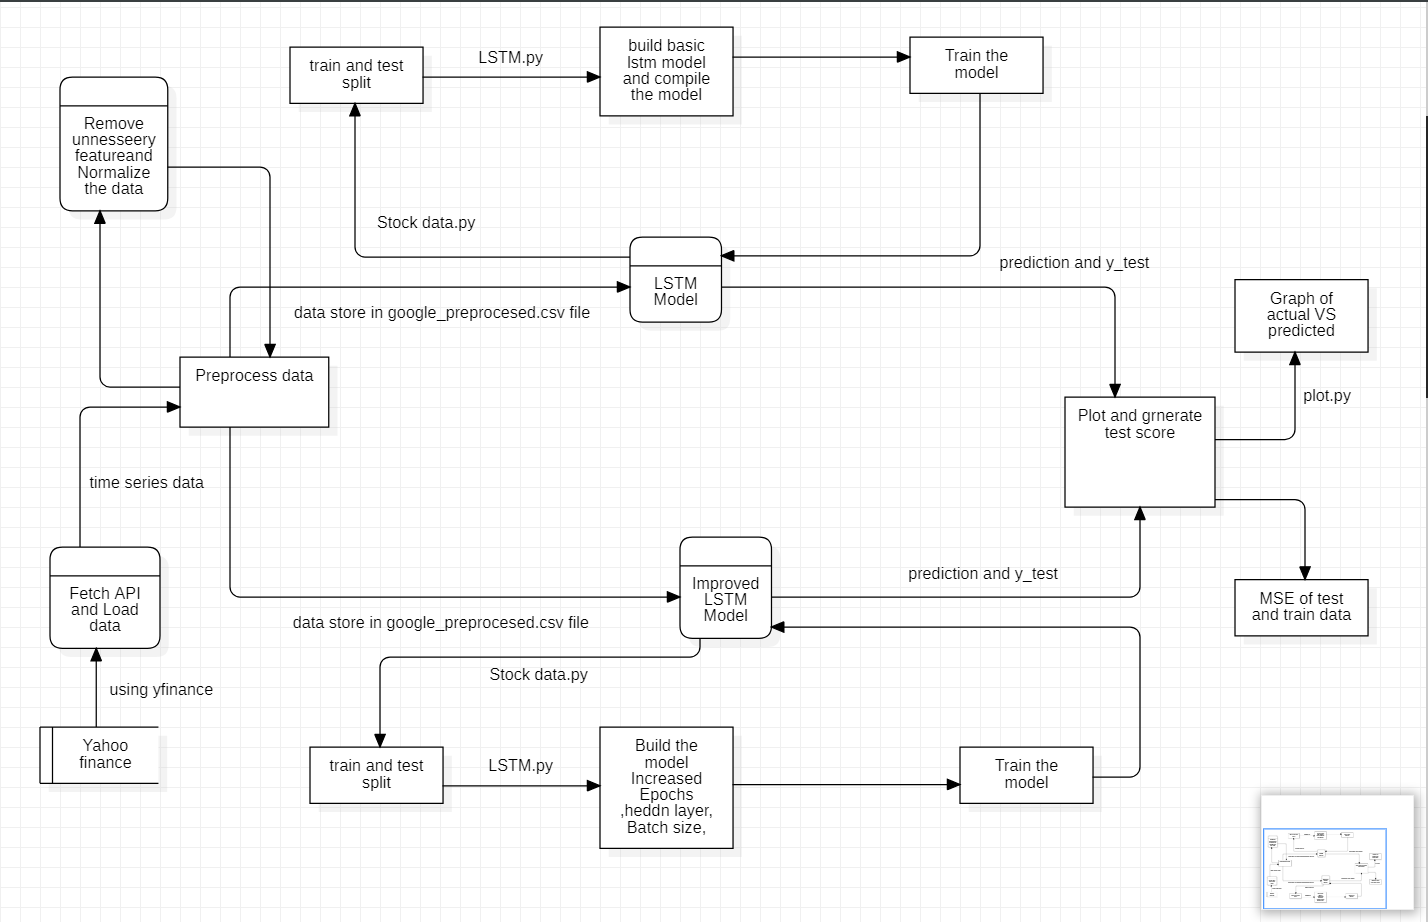 train and test
split
LSTM.py
build basic
lstm model
and compile
the model
Train the
model
Remove
unnesseery
featureand
Normalize
the data
Stock data.py
LSTM
Model
prediction and y_test
data store in google_preprocesed.csv file
Graph of
actual VS
predicted
Preprocess data
plot.py
Plot and grnerate
test score
time series data
Fetch API
and Load
data
Improved
LSTM
Model
prediction and y_test
MSE of test
and train data
data store in google_preprocesed.csv file
Stock data.py
using yfinance
Yahoo
finance
train and test
split
LSTM.py
Build the
model
Increased
Epochs
,heddn layer,
Batch size,
Train the
model